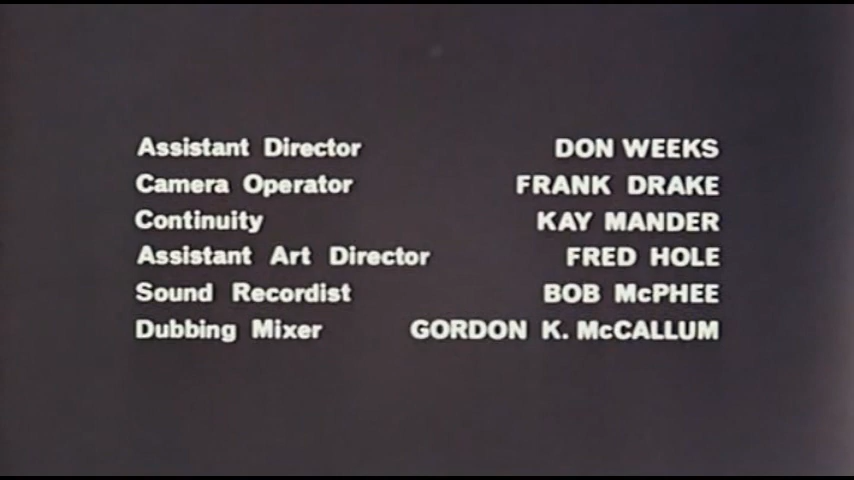 Assistant Director DON WEEKS
Camera Operator FRANK DRAKE
Continuity KAY MANDER
Assistant Art Director FRED HOLE
Sound Recordist BOB McPHEE
Dubbing Mixer GORDON K. McCALLUM